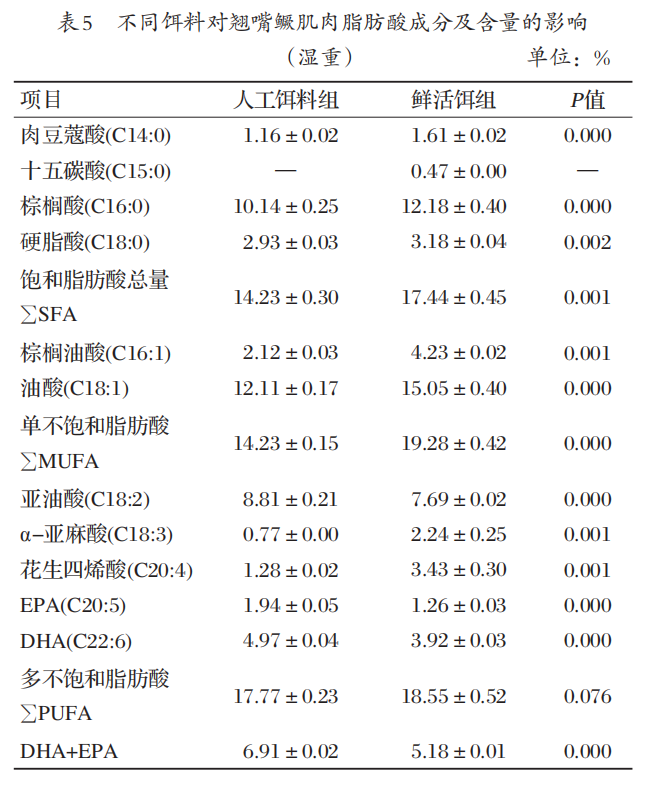 表5 不同饵料对翘嘴鳜肌肉脂肪酸成分及含量的影响
（湿重） 单位：%
项目 人工饵料组 鲜活饵组 P值
肉豆蔻酸(C14:0) 1.16±0.02 1.61±0.02 0.000
十五碳酸(C15:0) — 0.47±0.00 —
棕榈酸(C16:0) 10.14±0.25 12.18±0.40 0.000
硬脂酸(C18:0) 2.93±0.03 3.18±0.04 0.002
饱和脂肪酸总量
∑SFA 14.23±0.30 17.44±0.45 0.001
棕榈油酸(C16:1) 2.12±0.03 4.23±0.02 0.001
油酸(C18:1) 12.11±0.17 15.05±0.40 0.000
单不饱和脂肪酸
∑MUFA 14.23±0.15 19.28±0.42 0.000
亚油酸(C18:2) 8.81±0.21 7.69±0.02 0.000
α-亚麻酸(C18:3) 0.77±0.00 2.24±0.25 0.001
花生四烯酸(C20:4) 1.28±0.02 3.43±0.30 0.001
EPA(C20:5) 1.94±0.05 1.26±0.03 0.000
DHA(C22:6) 4.97±0.04 3.92±0.03 0.000
多不饱和脂肪酸
∑PUFA 17.77±0.23 18.55±0.52 0.076
DHA+EPA 6.91±0.02 5.18±0.01 0.000